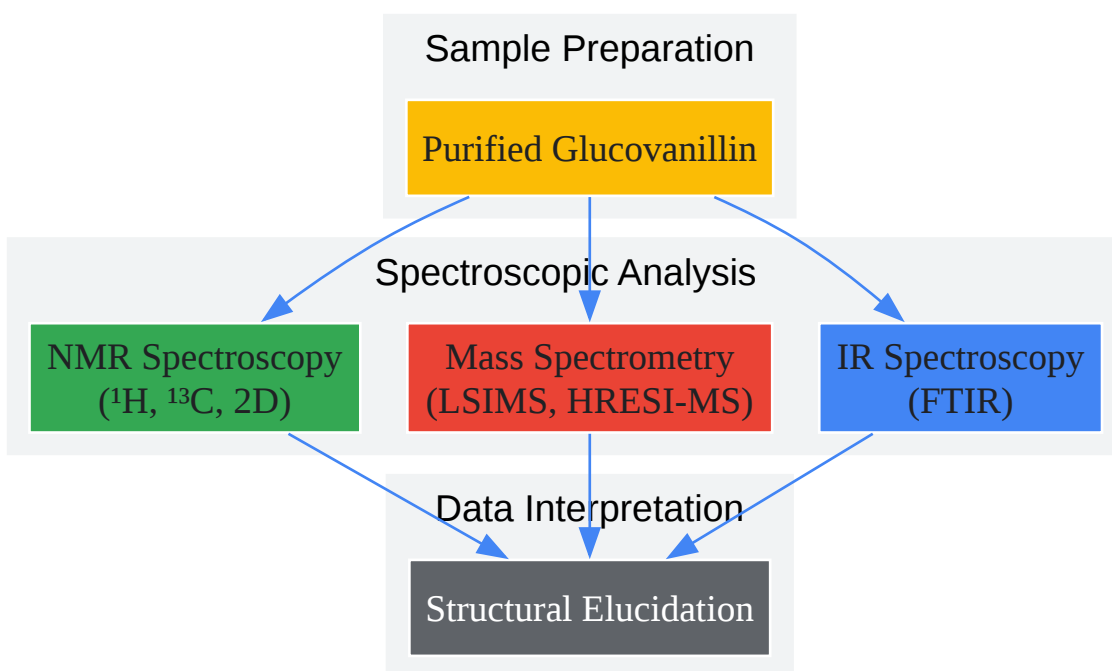 Sample Preparation
Purified Glucovanillin
Spectroscopic Analysis
NMR Spectroscopy
(¹H, ¹³C, 2D)
Mass Spectrometry
(LSIMS, HRESI-MS)
IR Spectroscopy
(FTIR)
Data Interpretation
Structural Elucidation